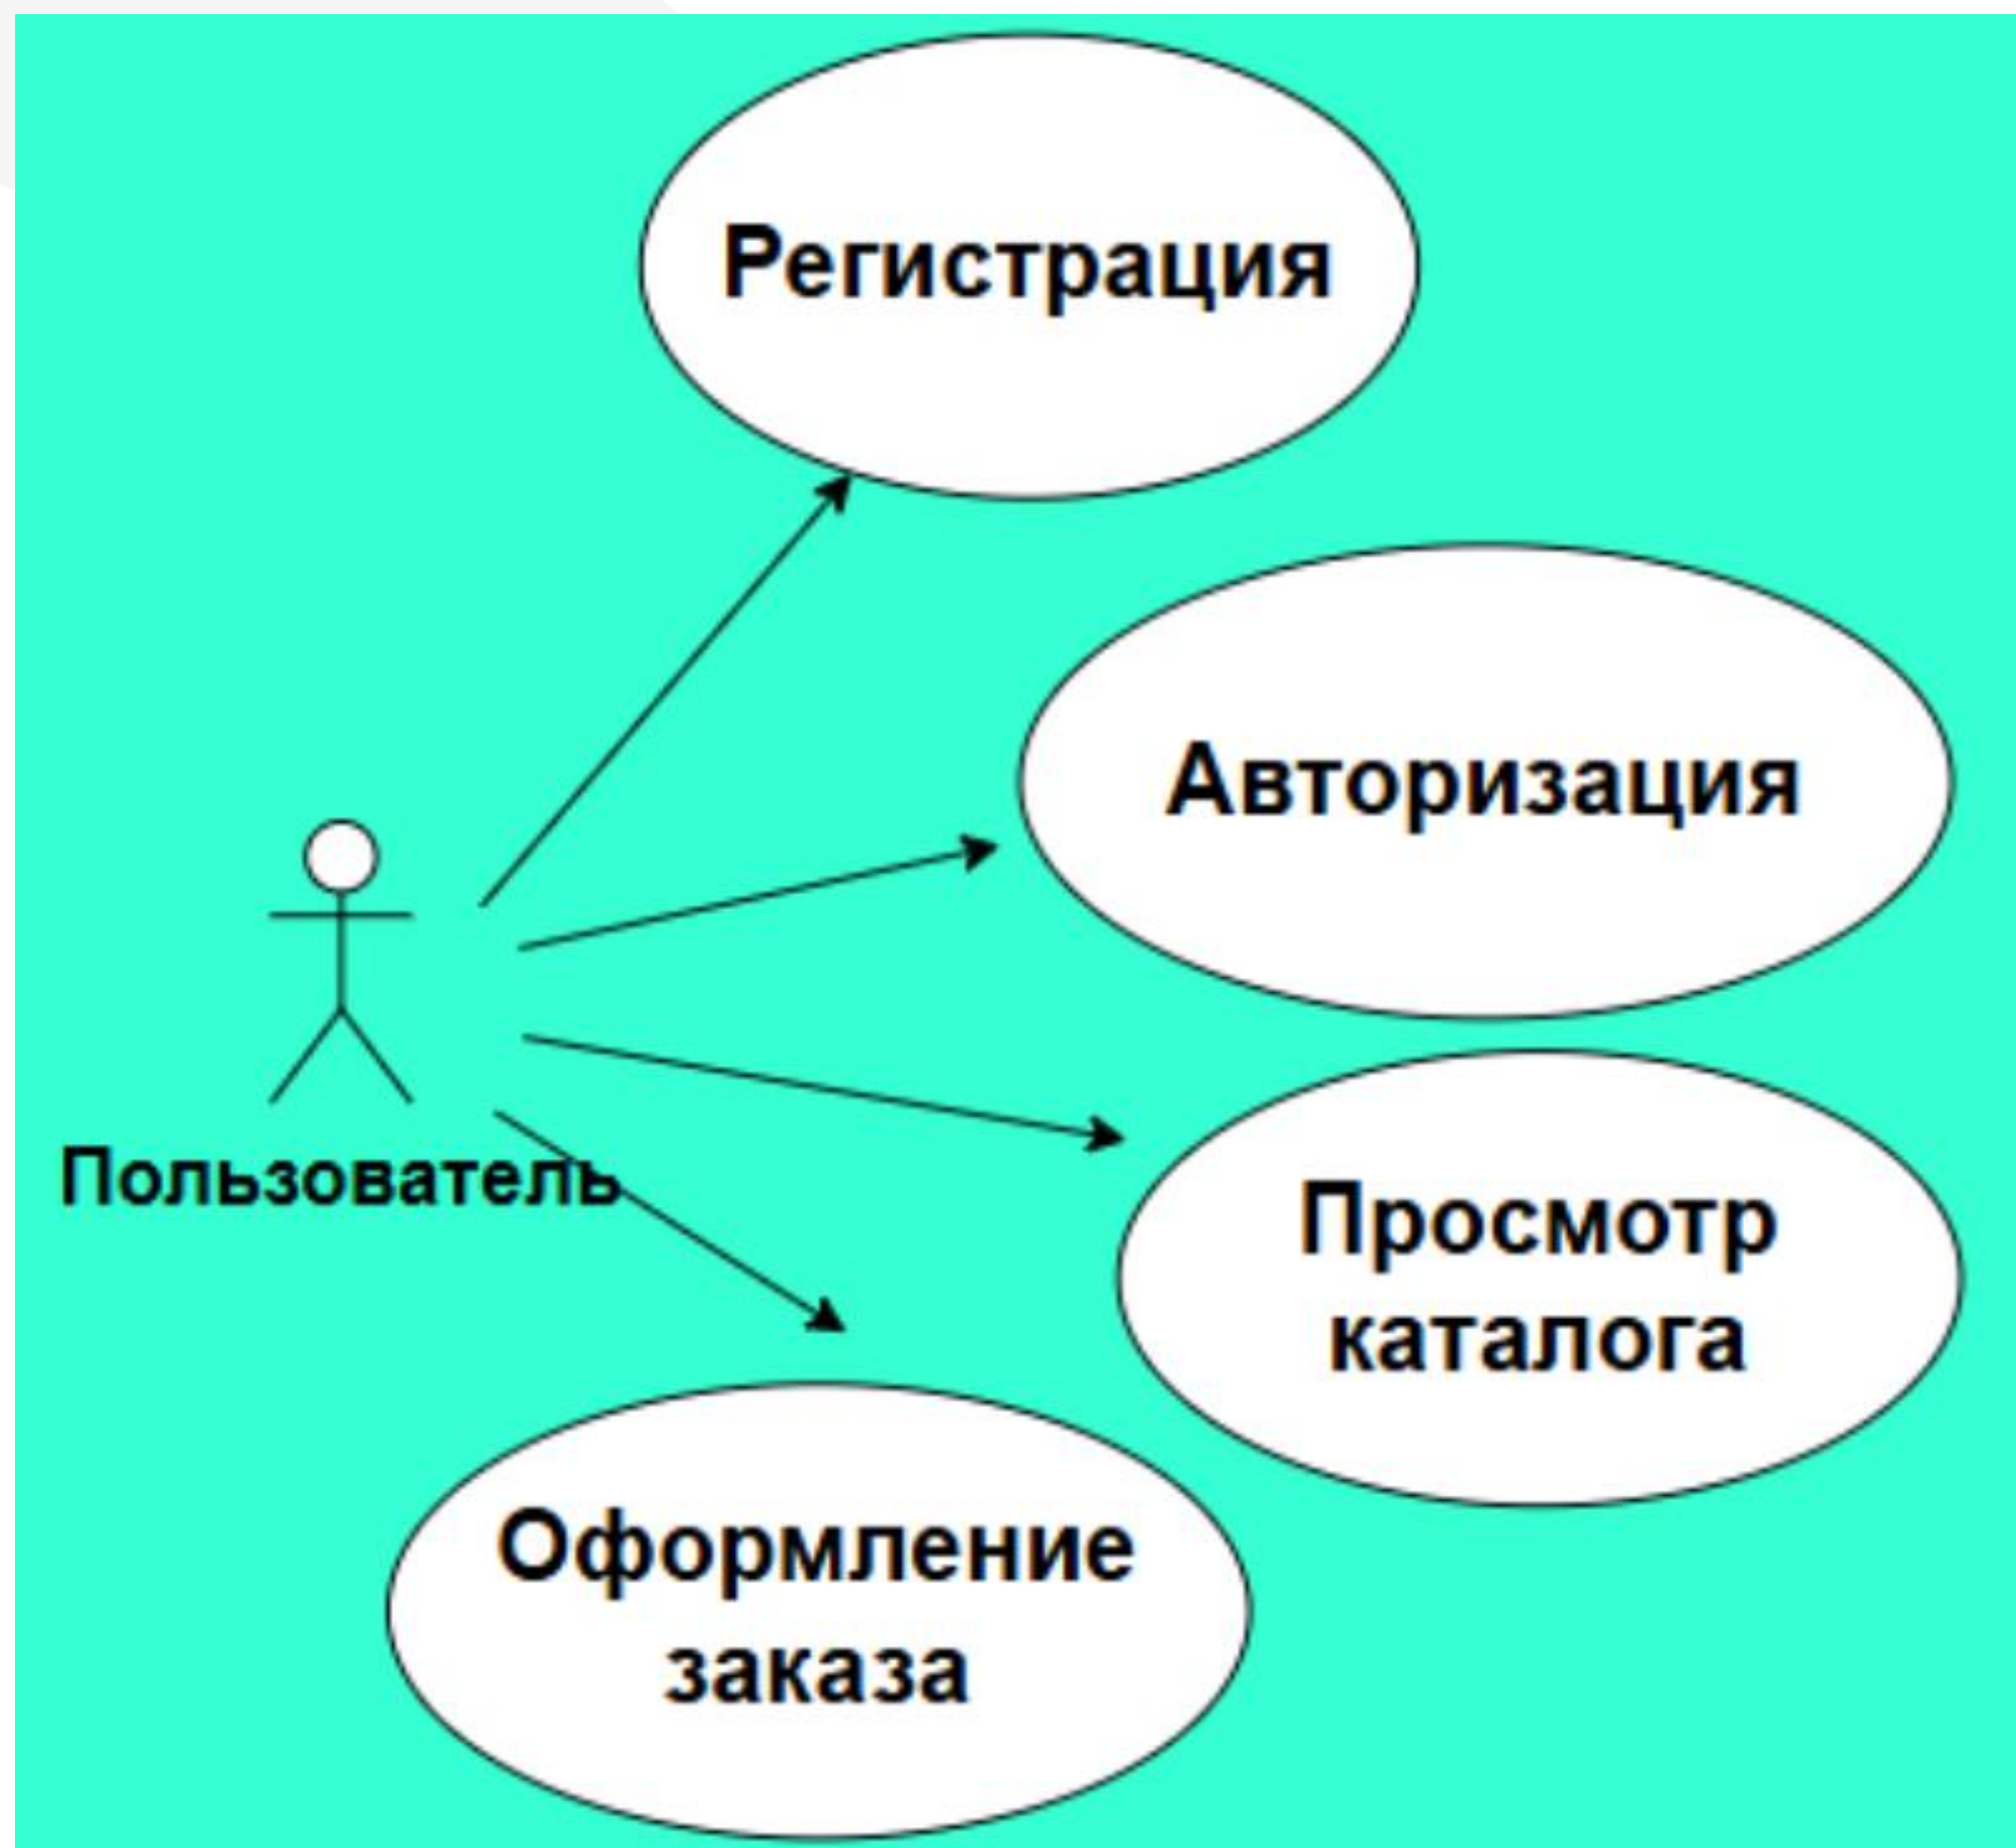 Регистрация
Авторизация
Пользователь
Просмотр
каталога
Оформление
заказа